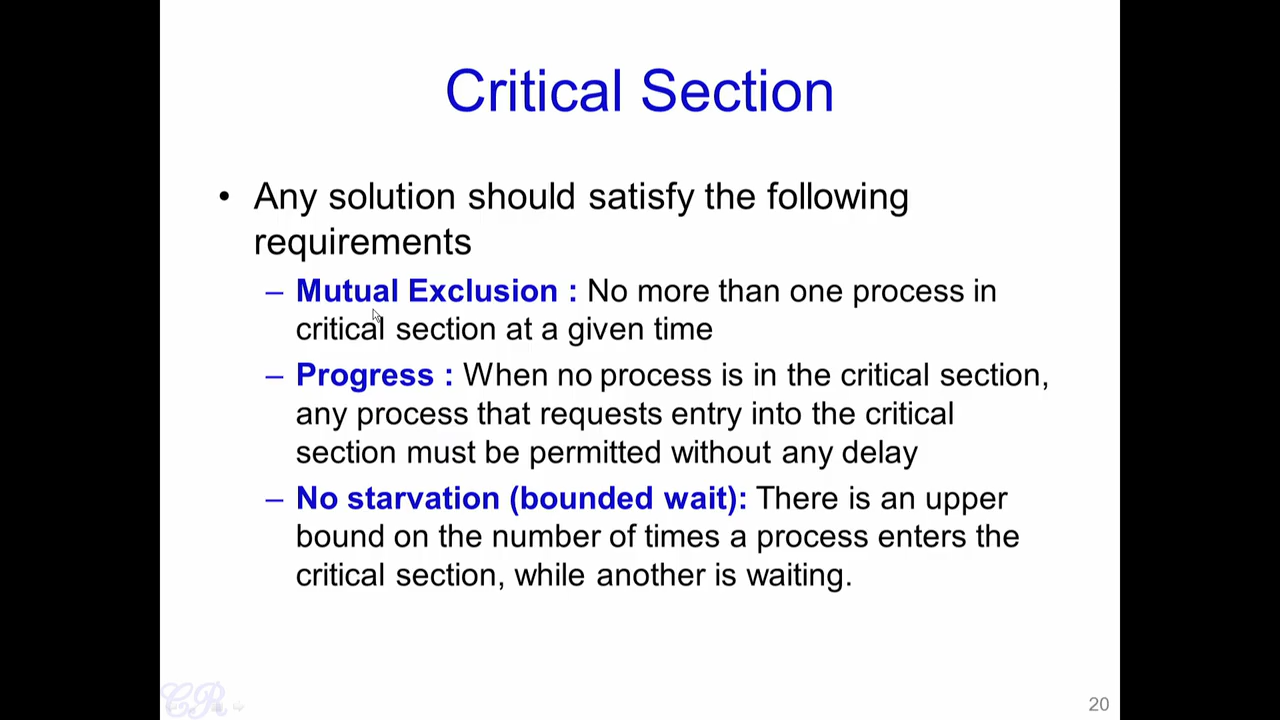 Critical Section
• Any solution should satisfy the following
requirements
– Mutual Exclusion : No more than one process in
critical section at a given time
– Progress : When no process is in the critical section,
any process that requests entry into the critical
section must be permitted without any delay
– No starvation (bounded wait): There is an upper
bound on the number of times a process enters the
critical section, while another is waiting.
CR
20